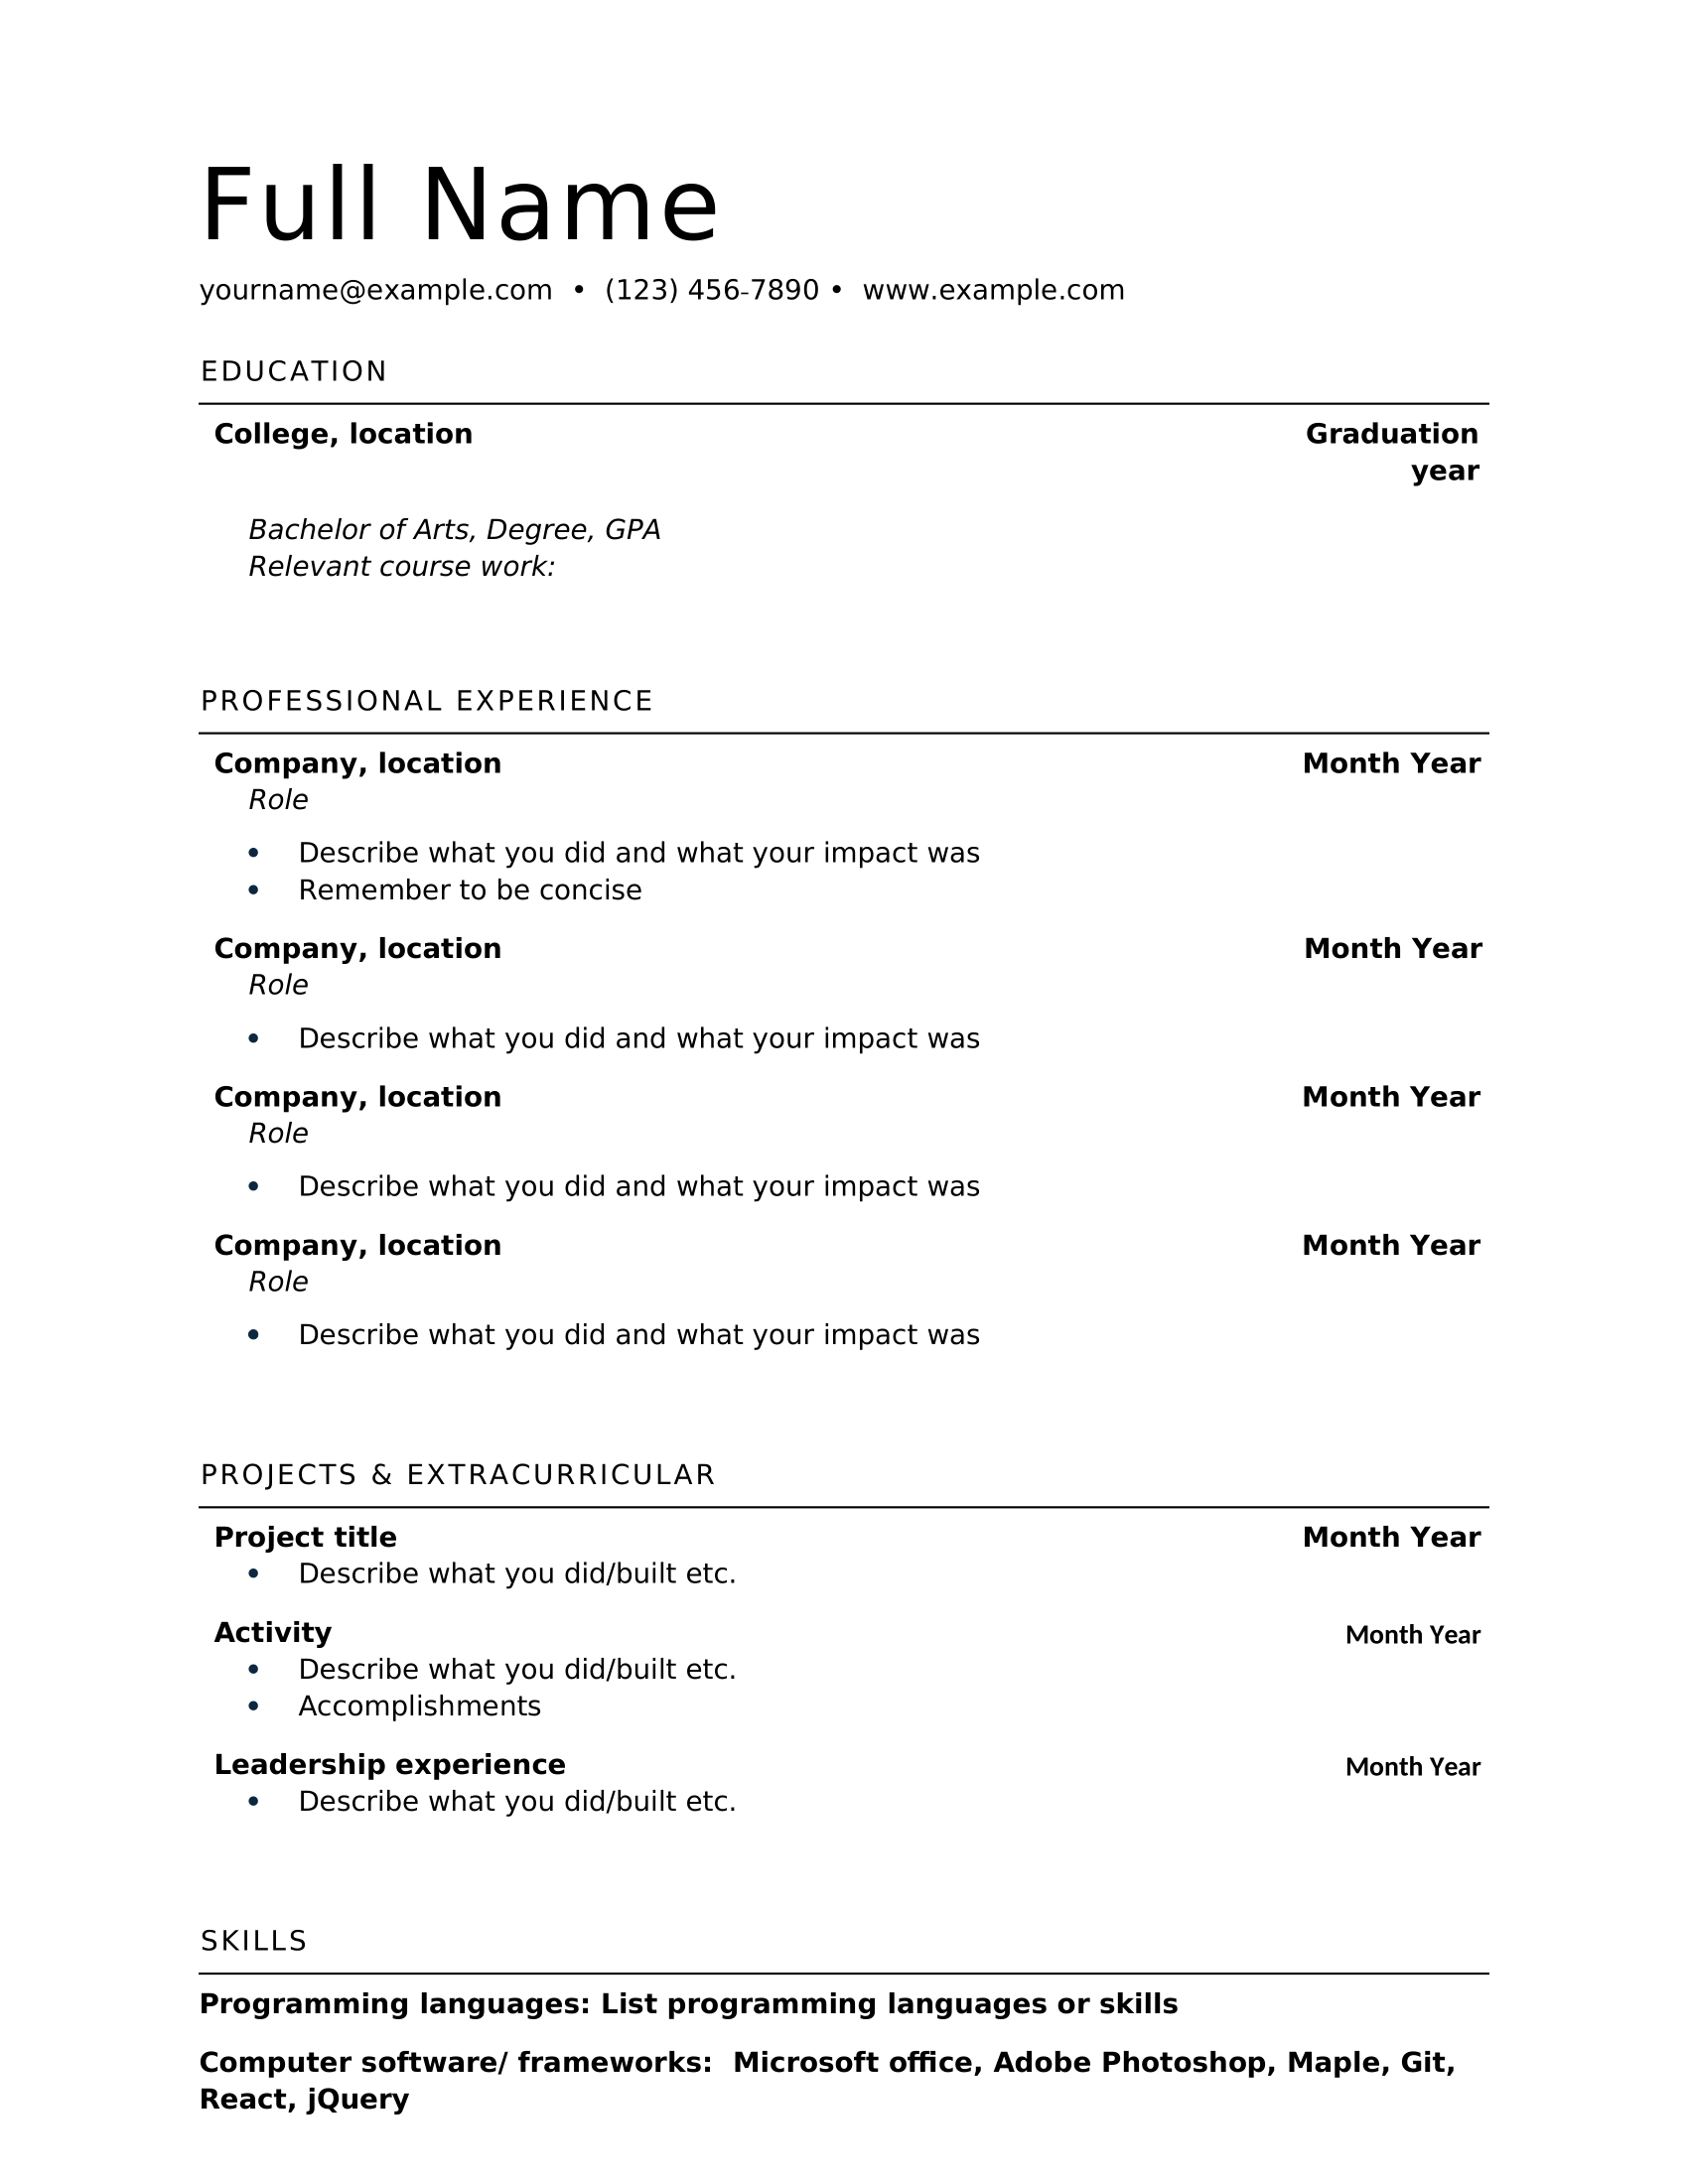 Full Name
yourname@example.com • (123) 456-7890 • www.example.com
EDUCATION
College, location Graduation
year
Bachelor of Arts, Degree, GPA
Relevant course work:
PROFESSIONAL EXPERIENCE
Company, location Month Year
Role
• Describe what you did and what your impact was
• Remember to be concise
Company, location Month Year
Role
• Describe what you did and what your impact was
Company, location Month Year
Role
• Describe what you did and what your impact was
Company, location Month Year
Role
• Describe what you did and what your impact was
PROJECTS & EXTRACURRICULAR
Project title Month Year
• Describe what you did/built etc.
Activity Month Year
• Describe what you did/built etc.
• Accomplishments
Leadership experience Month Year
• Describe what you did/built etc.
SKILLS
Programming languages: List programming languages or skills
Computer software/ frameworks:  Microsoft office, Adobe Photoshop, Maple, Git,
React, jQuery